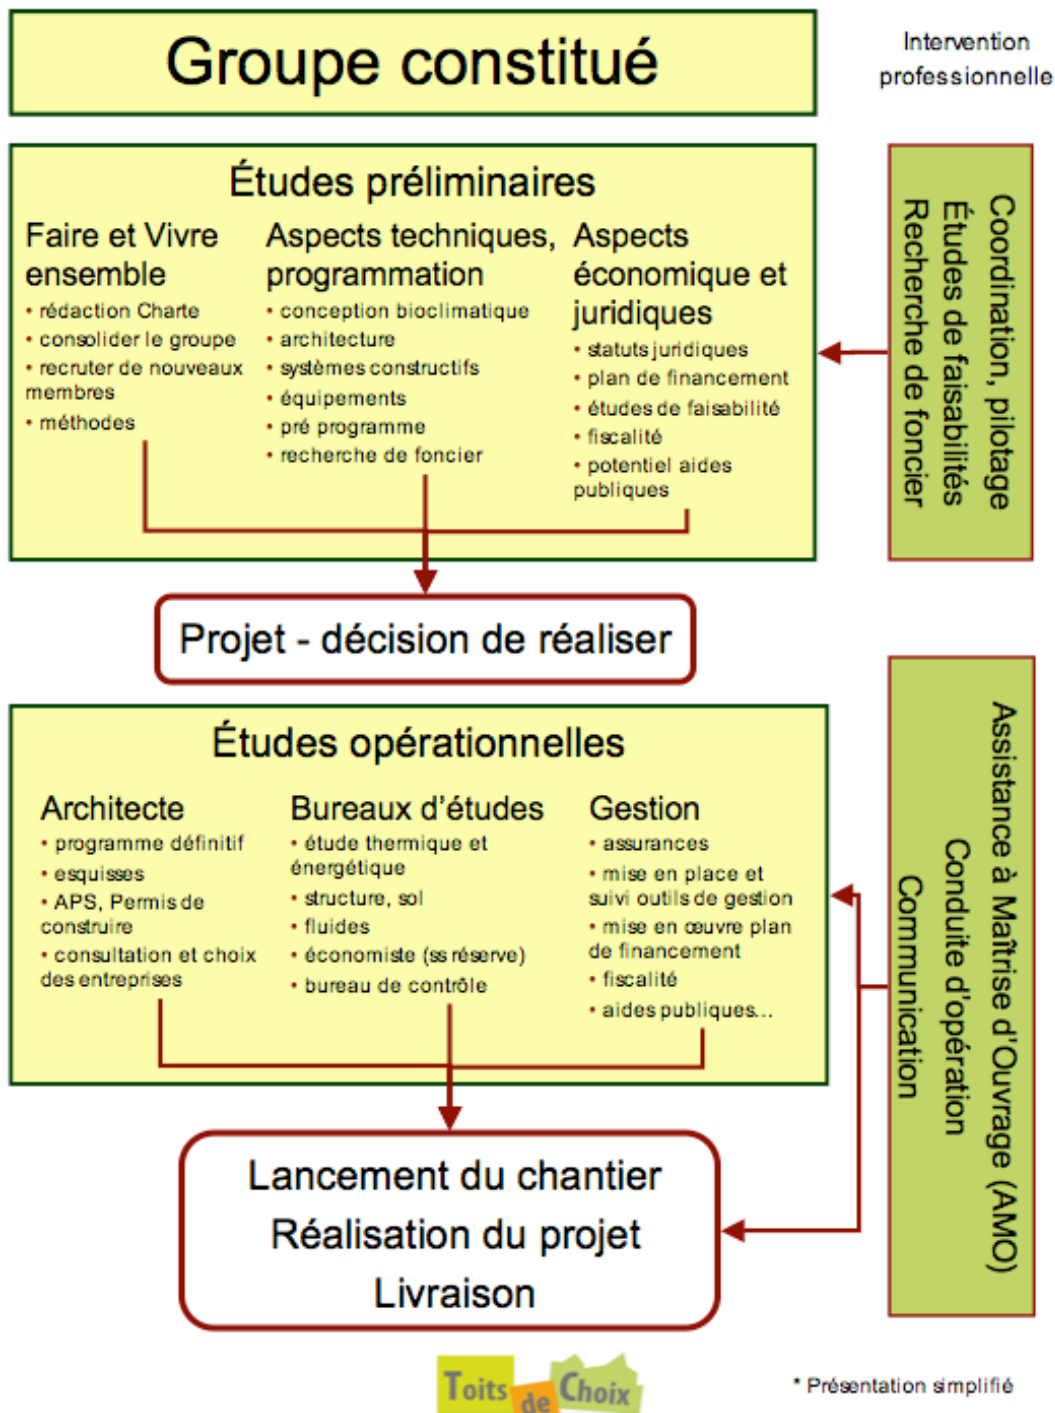 Groupe constitué
Intervention
professionnelle
Études préliminaires
Faire et Vivre
ensemble
• rédaction Charte
• consolider le groupe
• recruter de nouveaux
membres
• méthodes
Aspects techniques,
programmation
• conception bioclimatique
• architecture
• systèmes constructifs
• équipements
• pré programme
• recherche de foncier
Aspects
économique et
juridiques
• statuts juridiques
• plan de financement
• études de faisabilité
• fiscalité
• potentiel aides
publiques
Coordination, pilotage
Études de faisabilités
Recherche de foncier
Projet - décision de réaliser
Études opérationnelles
Architecte
• programme définitif
• esquisses
• APS, Permis de
construire
• consultation et choix
des entreprises
Bureaux d'études
• étude thermique et
énergétique
• structure, sol
• fluides
• économiste (ss réserve)
• bureau de contrôle
Gestion
• assurances
• mise en place et
suivi outils de gestion
• mise en œuvre plan
de financement
• fiscalité
• aides publiques...
Assistance à Maîtrise d'Ouvrage (AMO)
Conduite d'opération
Communication
Lancement du chantier
Réalisation du projet
Livraison
Toits de Choix
* Présentation simplifié